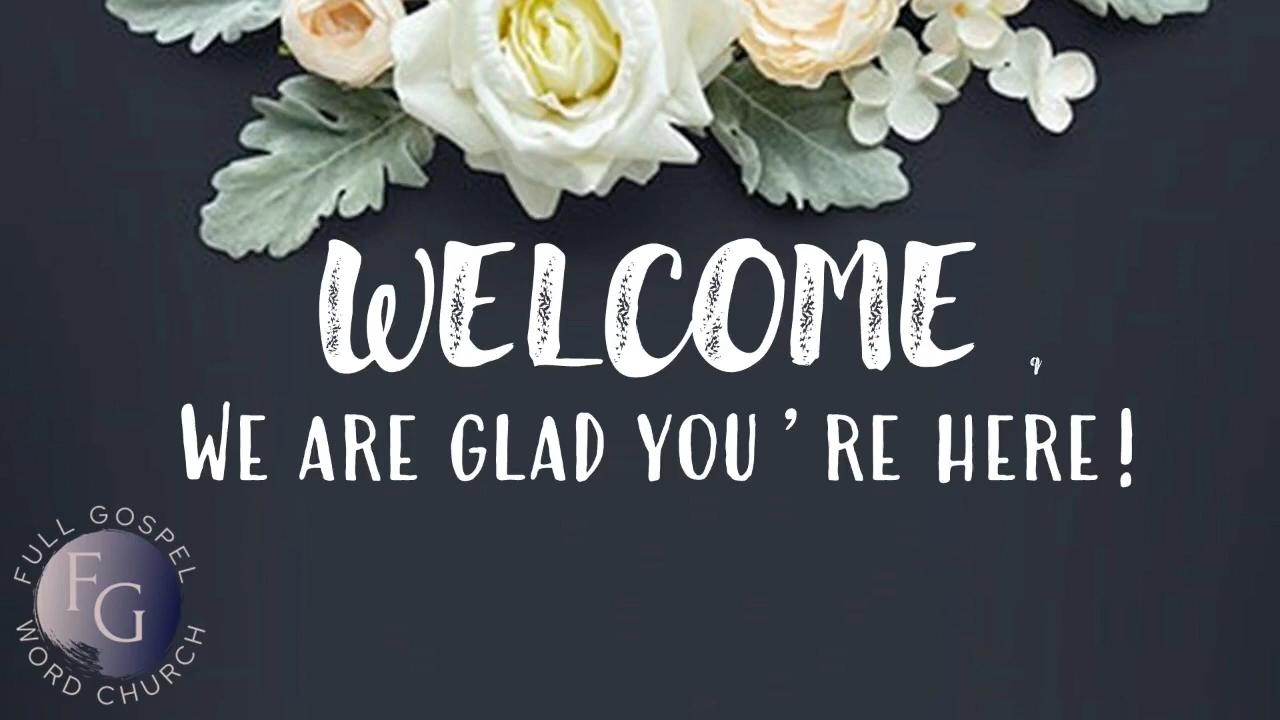 WELCOME
WE ARE GLAD YOU'RE HERE!
FULL GOSPEL
FG
WORD CHURCH